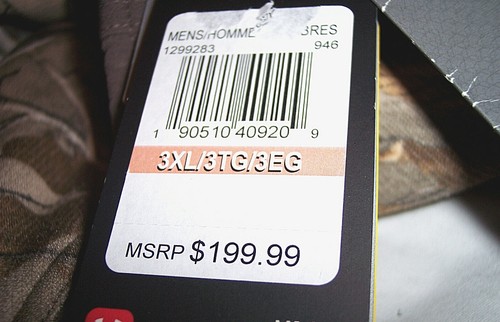 MENS/HOMME
1299283 946
1 90510 40920 9
3XL/3TG/3EG
MSRP $199.99